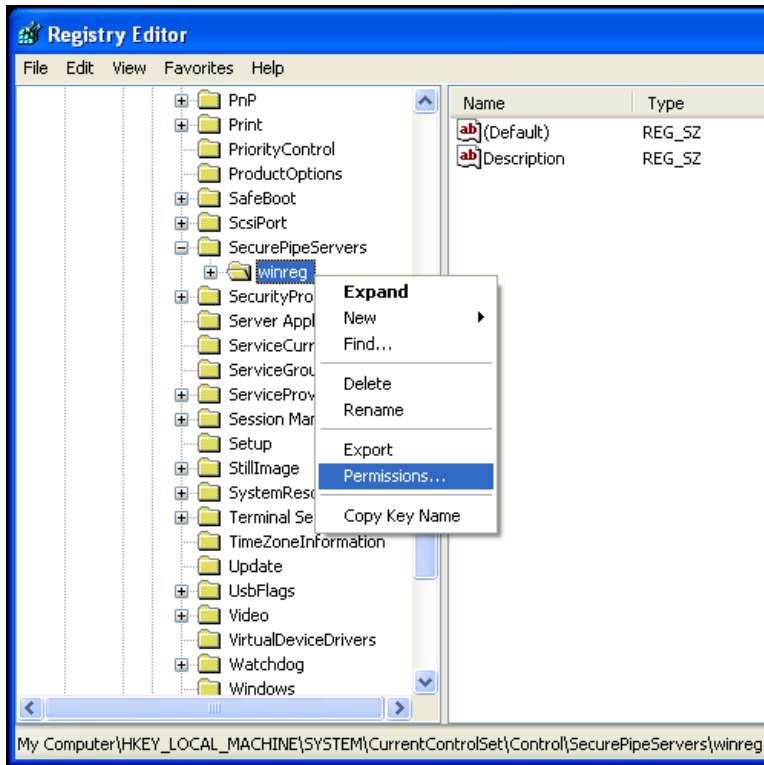 Registry Editor
File Edit View Favorites Help
PnP
Print
PriorityControl
ProductOptions
SafeBoot
ScsiPort
SecurePipeServers
winreg
SecurityPro
Server Appl
ServiceCurr
ServiceGrou
ServiceProv
Session Mar
Setup
StillImage
SystemReso
Terminal Se
TimeZoneInformation
Update
UsbFlags
Video
VirtualDeviceDrivers
Watchdog
Windows
Expand
New
Find...
Delete
Rename
Export
Permissions...
Copy Key Name
Name Type
ab (Default) REG_SZ
ab Description REG_SZ
My Computer\HKEY_LOCAL_MACHINE\SYSTEM\CurrentControlSet\Control\SecurePipeServers\winreg